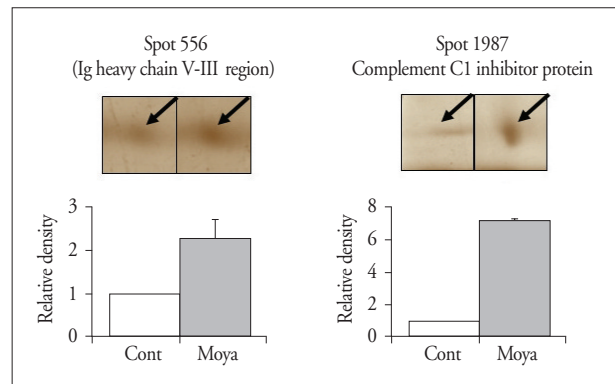 Spot 556
(Ig heavy chain V-III region)
Relative density
3
2
1
0
Cont Moya
Spot 1987
Complement C1 inhibitor protein
Relative density
8
6
4
2
0
Cont Moya